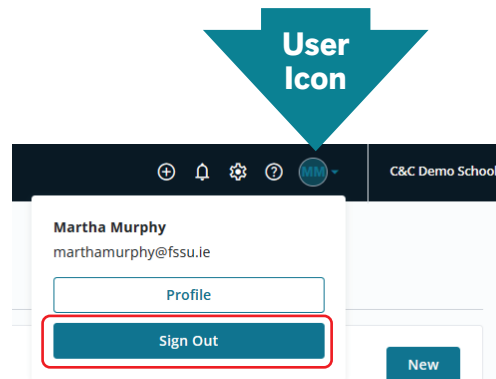 User
Icon
MM
C&C Demo School
Martha Murphy
marthamurphy@fssu.ie
Profile
Sign Out
New